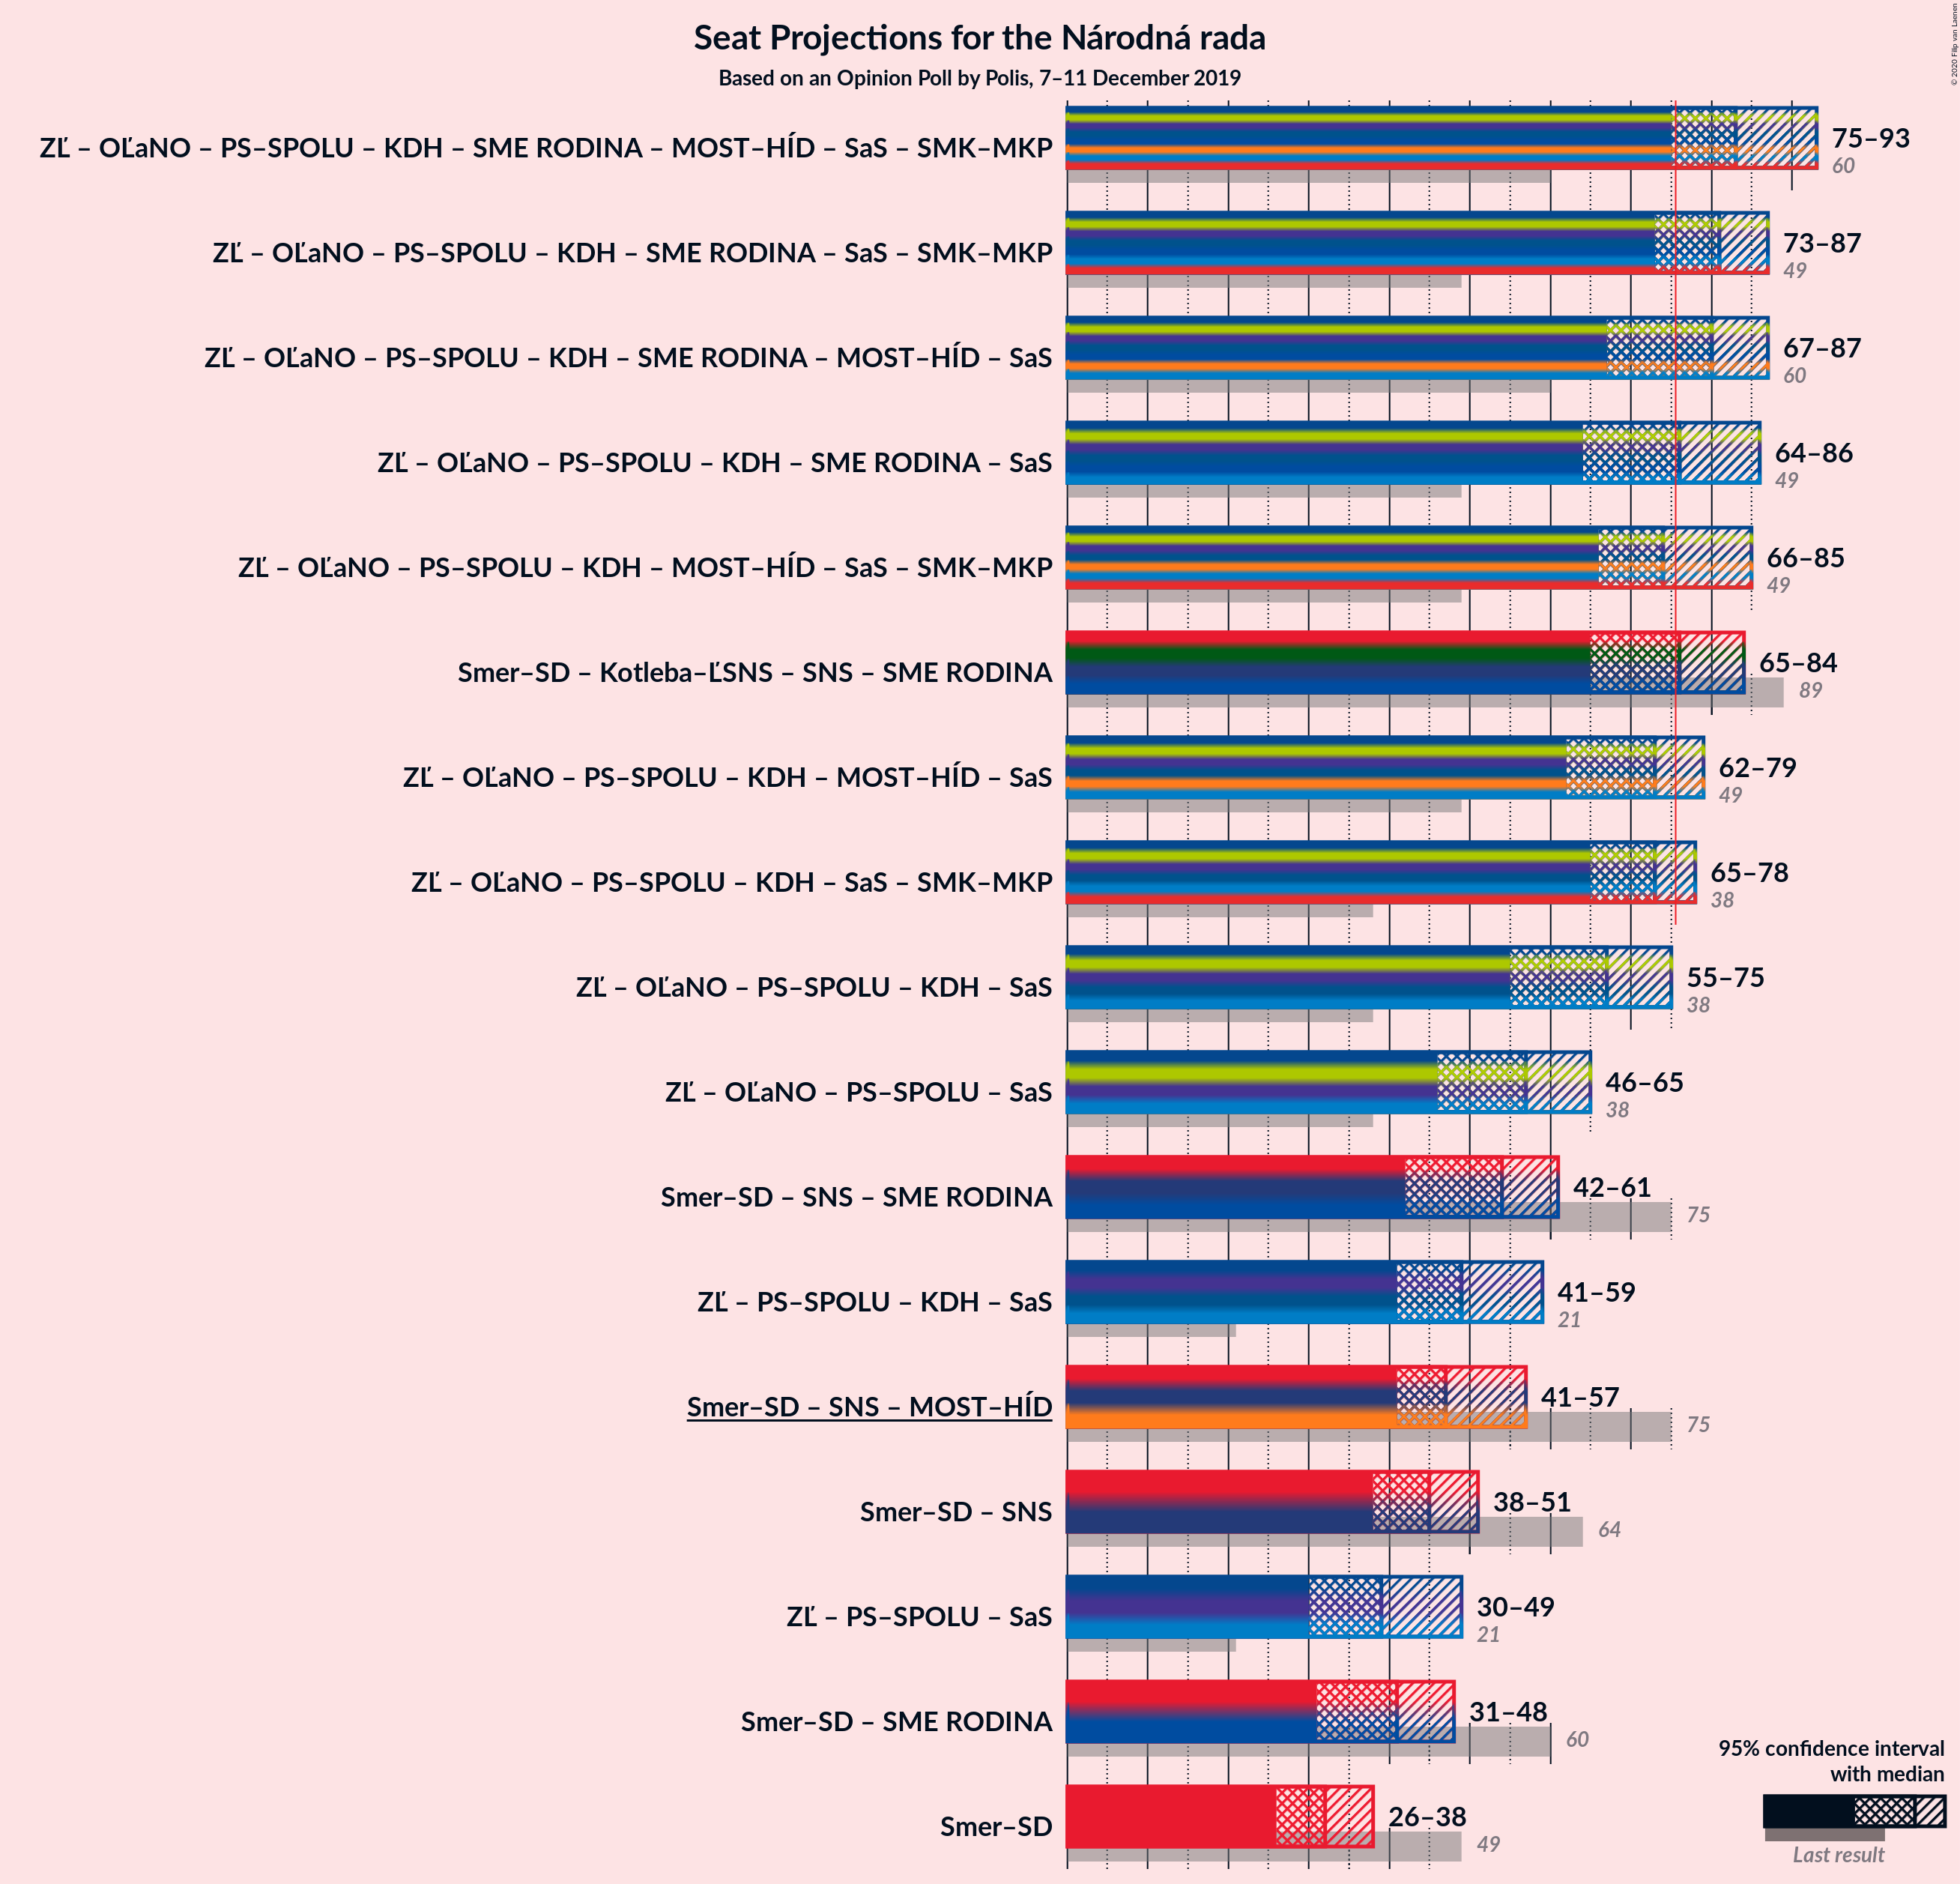 Seat Projections for the Národná rada
Based on an Opinion Poll by Polis, 7–11 December 2019
© 2020 Filip van Laenen
ZĽ – OĽaNO – PS–SPOLU – KDH – SME RODINA – MOST–HÍD – SaS – SMK–MKP
75–93
60
ZĽ – OĽaNO – PS–SPOLU – KDH – SME RODINA – SaS – SMK–MKP
73–87
49
ZĽ – OĽaNO – PS–SPOLU – KDH – SME RODINA – MOST–HÍD – SaS
67–87
60
ZĽ – OĽaNO – PS–SPOLU – KDH – SME RODINA – SaS
64–86
49
ZĽ – OĽaNO – PS–SPOLU – KDH – MOST–HÍD – SaS – SMK–MKP
66–85
49
Smer–SD – Kotleba–ĽSNS – SNS – SME RODINA
65–84
89
ZĽ – OĽaNO – PS–SPOLU – KDH – MOST–HÍD – SaS
62–79
49
ZĽ – OĽaNO – PS–SPOLU – KDH – SaS – SMK–MKP
65–78
38
ZĽ – OĽaNO – PS–SPOLU – KDH – SaS
55–75
38
ZĽ – OĽaNO – PS–SPOLU – SaS
46–65
38
Smer–SD – SNS – SME RODINA
42–61
75
ZĽ – PS–SPOLU – KDH – SaS
41–59
21
Smer–SD – SNS – MOST–HÍD
41–57
75
Smer–SD – SNS
38–51
64
ZĽ – PS–SPOLU – SaS
30–49
21
Smer–SD – SME RODINA
31–48
60
Smer–SD
26–38
49
95% confidence interval
with median
Last result